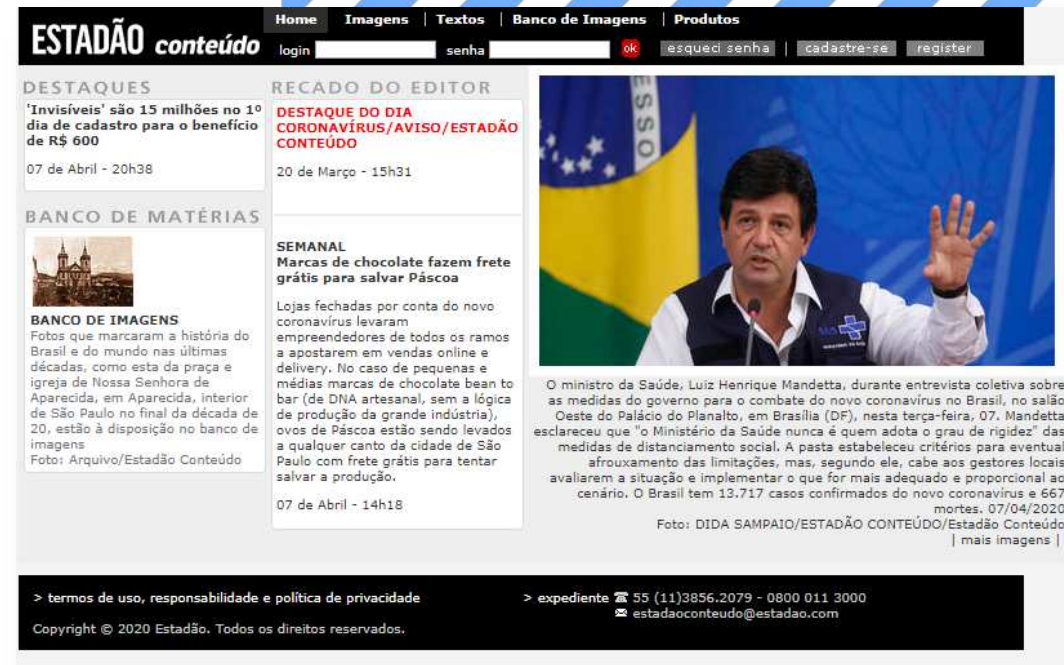 ESTADÃO conteúdo
Home Imagens | Textos | Banco de Imagens | Produtos
login senha ok esqueci senha | cadastre-se register
DESTAQUES
'Invisíveis' são 15 milhões no 1º
dia de cadastro para o benefício
de R$ 600
07 de Abril - 20h38
BANCO DE MATÉRIAS
BANCO DE IMAGENS
Fotos que marcaram a história do
Brasil e do mundo nas últimas
décadas, como esta da praça e
igreja de Nossa Senhora de
Aparecida, em Aparecida, interior
de São Paulo no final da década de
20, estão à disposição no banco de
imagens
Foto: Arquivo/Estadão Conteúdo
RECADO DO EDITOR
DESTAQUE DO DIA
CORONAVÍRUS/AVISO/ESTADÃO
CONTEÚDO
20 de Março - 15h31
SEMANAL
Marcas de chocolate fazem frete
grátis para salvar Páscoa
Lojas fechadas por conta do novo
coronavírus levaram
empreendedores de todos os ramos
a apostarem em vendas online e
delivery. No caso de pequenas e
médias marcas de chocolate bean to
bar (de DNA artesanal, sem a lógica
de produção da grande indústria),
ovos de Páscoa estão sendo levados
a qualquer canto da cidade de São
Paulo com frete grátis para tentar
salvar a produção.
07 de Abril - 14h18
SUS
O ministro da Saúde, Luiz Henrique Mandetta, durante entrevista coletiva sobre
as medidas do governo para o combate do novo coronavírus no Brasil, no salão
Oeste do Palácio do Planalto, em Brasília (DF), nesta terça-feira, 07. Mandetta
esclareceu que "o Ministério da Saúde nunca é quem adota o grau de rigidez" das
medidas de distanciamento social. A pasta estabeleceu critérios para eventual
afrouxamento das limitações, mas, segundo ele, cabe aos gestores locais
avaliarem a situação e implementar o que for mais adequado e proporcional ao
cenário. O Brasil tem 13.717 casos confirmados do novo coronavírus e 667
mortes. 07/04/2020
Foto: DIDA SAMPAIO/ESTADÃO CONTEÚDO/Estadão Conteúdo
| mais imagens |
> termos de uso, responsabilidade e política de privacidade
Copyright © 2020 Estadão. Todos os direitos reservados.
> expediente 55 (11)3856.2079 - 0800 011 3000
estadaoconteudo@estadao.com